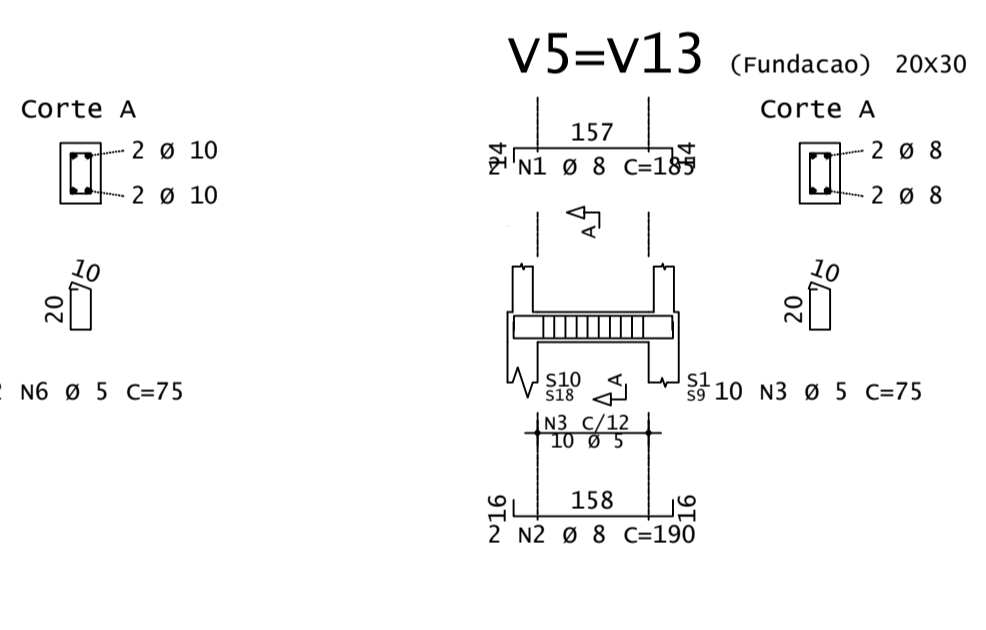 V5=V13 (Fundacao) 20X30
Corte A
2 Ø 10
2 Ø 10
10
20
N6 Ø 5 C=75
157
14
14
2 N1 Ø 8 C=185
A
S10
S18
A
S1
S9
N3 C/12
10 Ø 5
158
16
16
2 N2 Ø 8 C=190
Corte A
2 Ø 8
2 Ø 8
10
20
10 N3 Ø 5 C=75